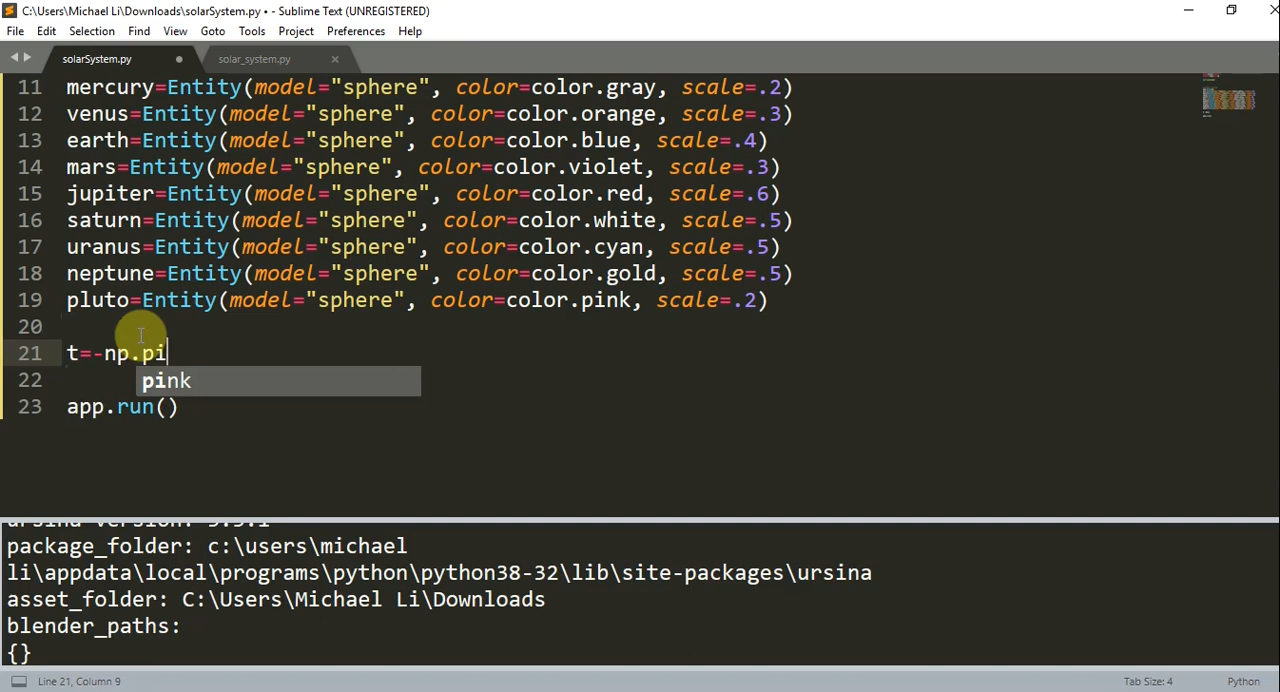 C:\Users\Michael Li\Downloads\solarSystem.py • - Sublime Text (UNREGISTERED)
File Edit Selection Find View Goto Tools Project Preferences Help
solarSystem.py solar_system.py
11 mercury=Entity(model="sphere", color=color.gray, scale=.2)
12 venus=Entity(model="sphere", color=color.orange, scale=.3)
13 earth=Entity(model="sphere", color=color.blue, scale=.4)
14 mars=Entity(model="sphere", color=color.violet, scale=.3)
15 jupiter=Entity(model="sphere", color=color.red, scale=.6)
16 saturn=Entity(model="sphere", color=color.white, scale=.5)
17 uranus=Entity(model="sphere", color=color.cyan, scale=.5)
18 neptune=Entity(model="sphere", color=color.gold, scale=.5)
19 pluto=Entity(model="sphere", color=color.pink, scale=.2)
20
21 t=-np.pi
22 pink
23 app.run()
ursina version:
package_folder: c:\users\michael
li\appdata\local\programs\python\python38-32\lib\site-packages\ursina
asset_folder: C:\Users\Michael Li\Downloads
blender_paths:
{}
Line 21, Column 9 Tab Size: 4 Python